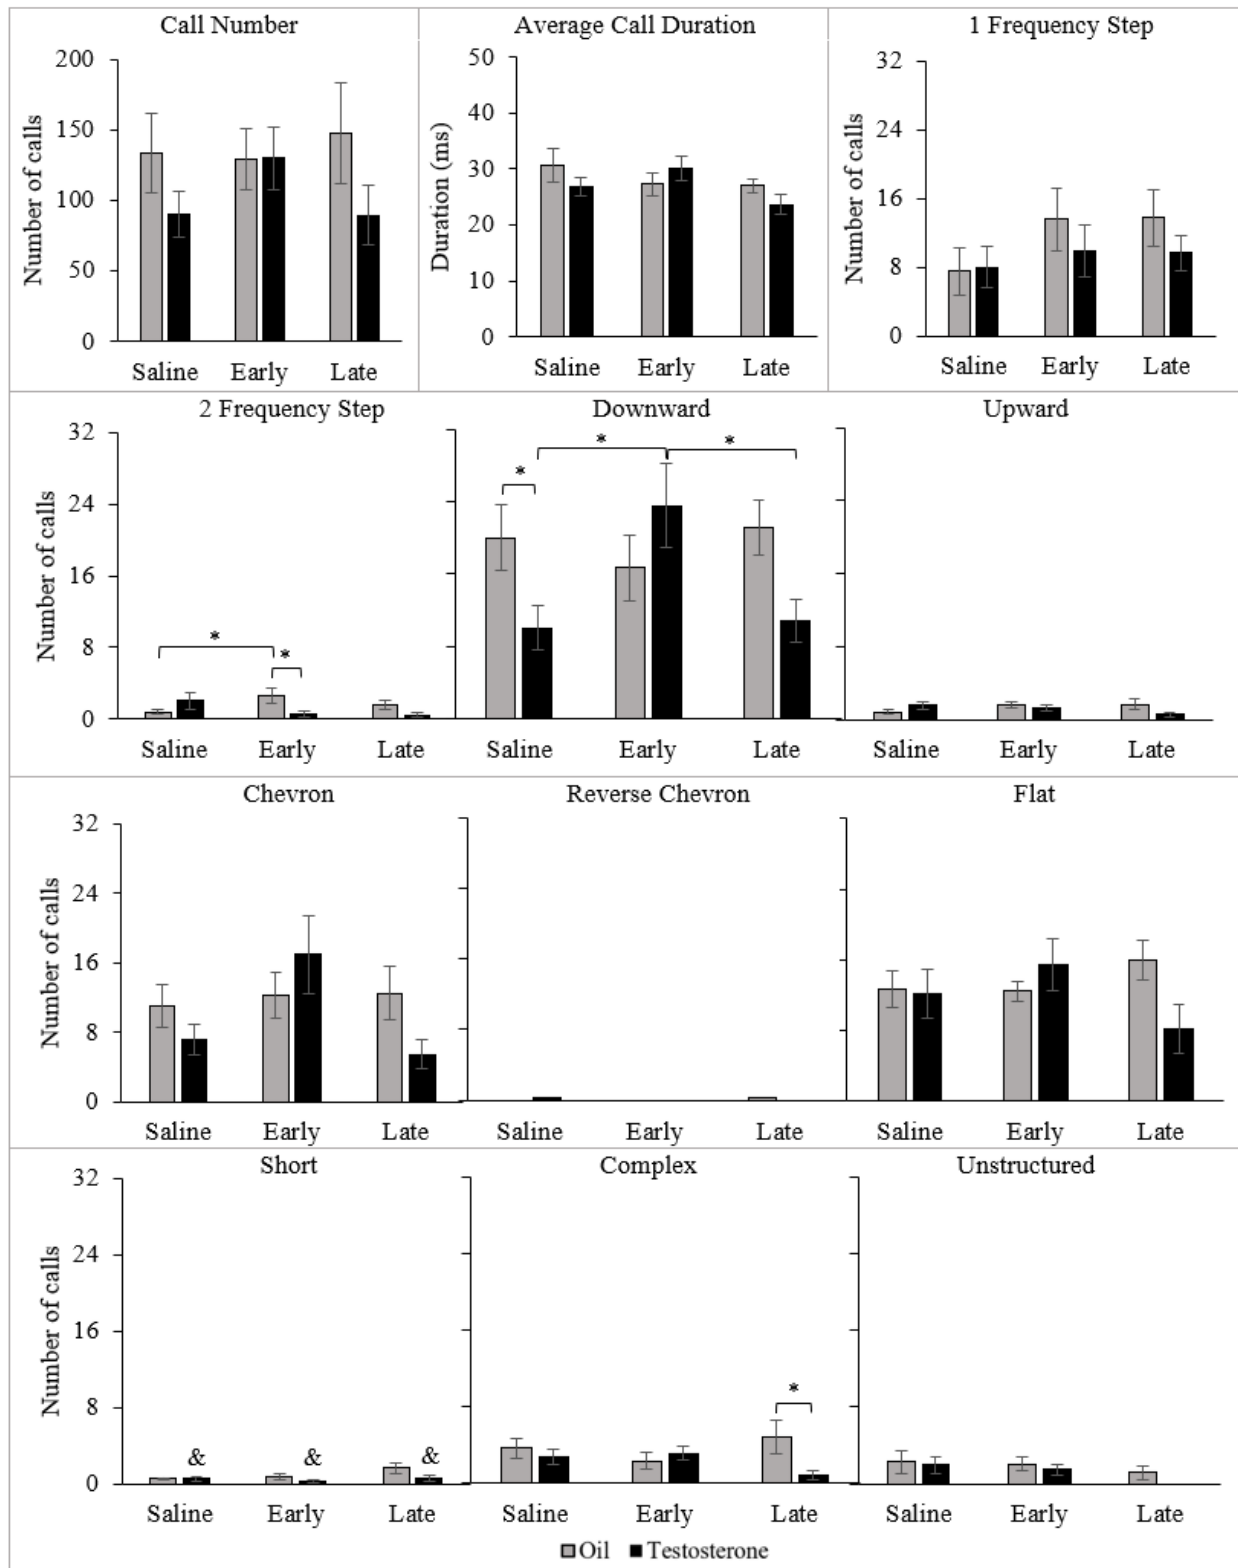 Call Number
Average Call Duration
1 Frequency Step
Number of calls
200
150
100
50
0
Saline Early Late
Duration (ms)
50
40
30
20
10
0
Saline Early Late
Number of calls
32
24
16
8
0
Saline Early Late
2 Frequency Step
Downward
Upward
Number of calls
32
24
16
8
0
*
*
Saline Early Late
*
*
*
Saline Early Late
Saline Early Late
Chevron
Reverse Chevron
Flat
Number of calls
32
24
16
8
0
Saline Early Late
Saline Early Late
Saline Early Late
Short
Complex
Unstructured
Number of calls
32
24
16
8
0
& & &
Saline Early Late
*
Saline Early Late
Saline Early Late
Oil Testosterone